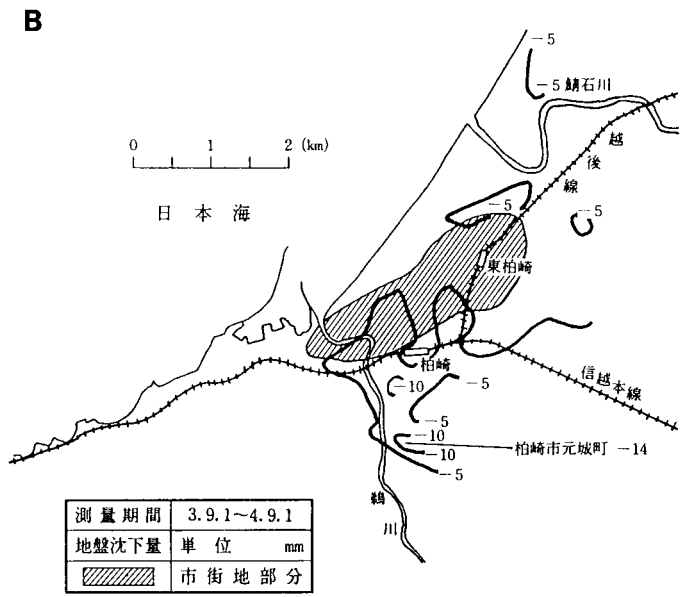 B
-5
-5 鯖石川
0 1 2 (km)
日本海
越後線
-5
-5
東柏崎
柏崎
-10
-5
信越本線
-5
-10
柏崎市元城町 -14
-10
-5
鵜川
測量期間 3.9.1~4.9.1
地盤沈下量 単位 mm
市街地部分